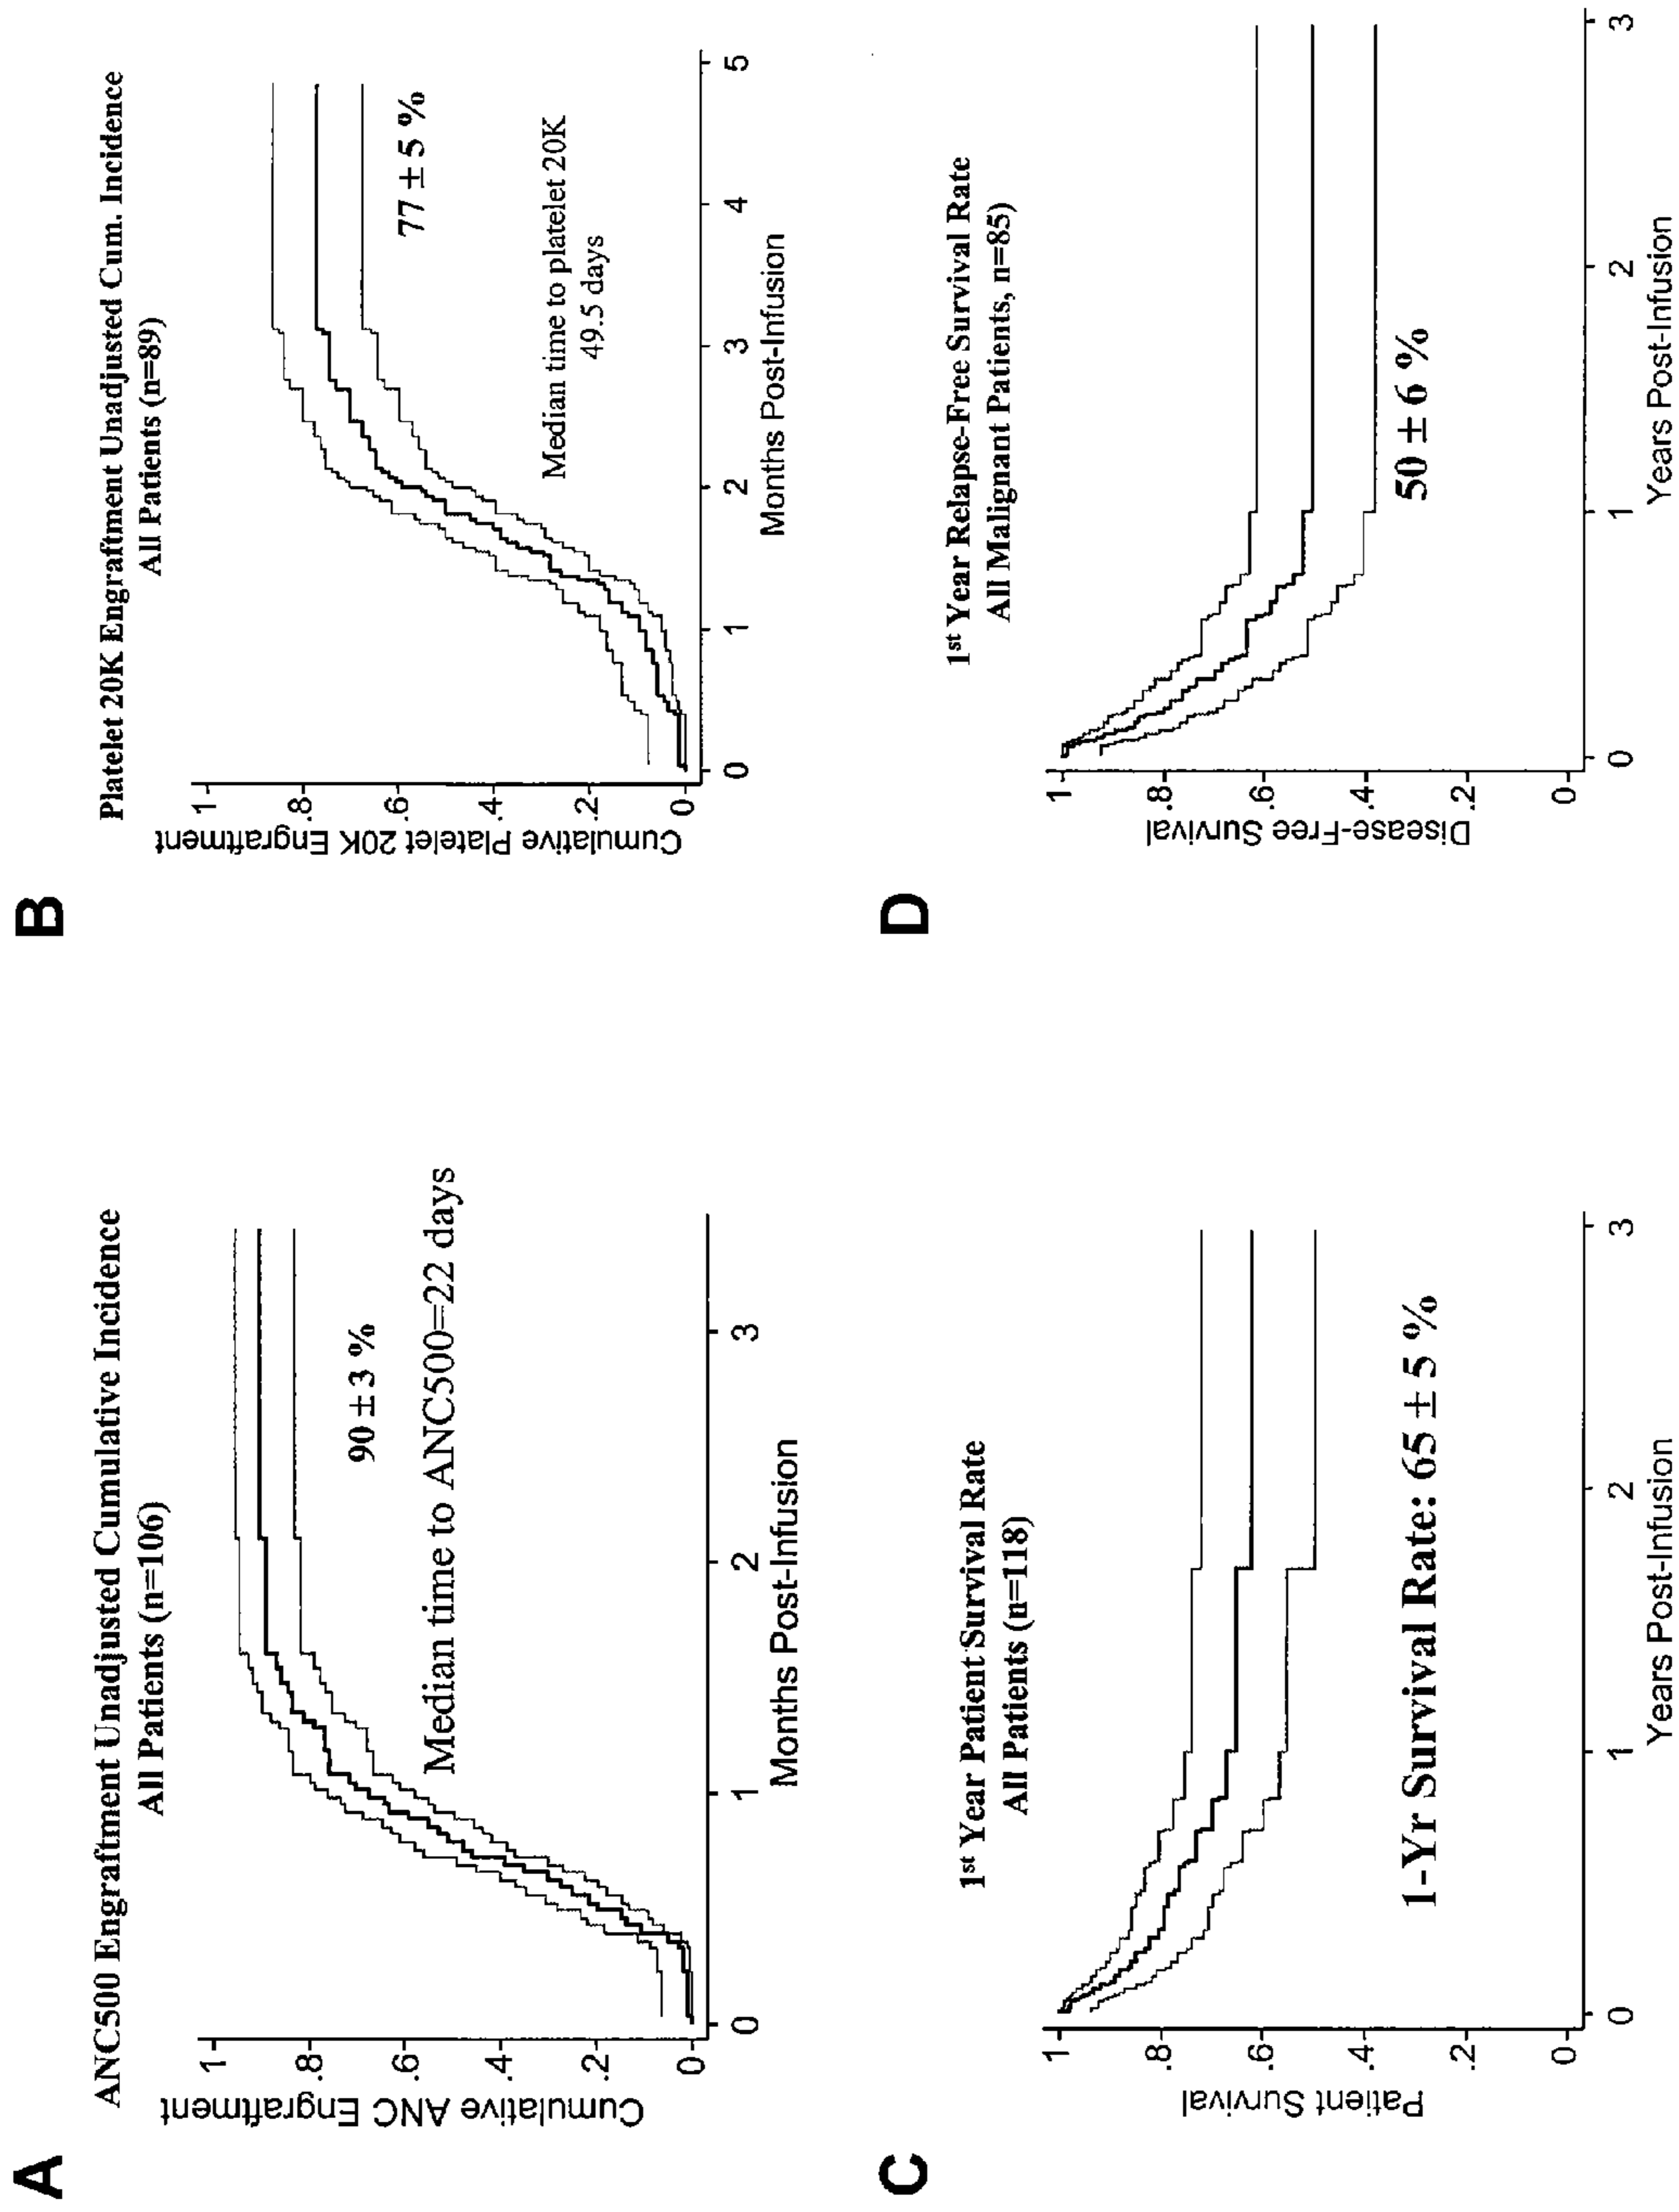 A
ANC500 Engraftment Unadjusted Cumulative Incidence
All Patients (n=106)
Cumulative ANC Engraftment
1
.8
.6
.4
.2
0
90 ± 3 %
Median time to ANC500=22 days
0
1
2
3
Months Post-Infusion
B
Platelet 20K Engraftment Unadjusted Cum. Incidence
All Patients (n=89)
Cumulative Platelet 20K Engraftment
1
.8
.6
.4
.2
0
77 ± 5 %
Median time to platelet 20K
49.5 days
0
1
2
3
4
5
Months Post-Infusion
C
1st Year Patient Survival Rate
All Patients (n=118)
Patient Survival
1
.8
.6
.4
.2
0
1-Yr Survival Rate: 65 ± 5 %
0
1
2
3
Years Post-Infusion
D
1st Year Relapse-Free Survival Rate
All Malignant Patients, n=85)
Disease-Free Survival
1
.8
.6
.4
.2
0
50 ± 6 %
0
1
2
3
Years Post-Infusion